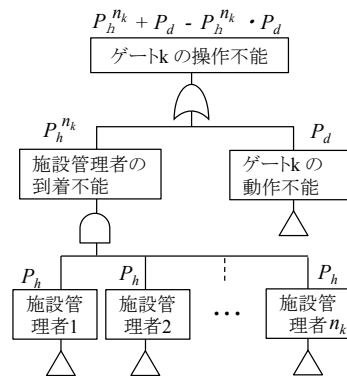 P_h^{n_k} + P_d - P_h^{n_k} · P_d
ゲートkの操作不能
P_h^{n_k}
P_d
施設管理者の
到着不能
ゲートkの
動作不能
P_h
P_h
P_h
施設管
理者1
施設管
理者2
…
施設管
理者n_k